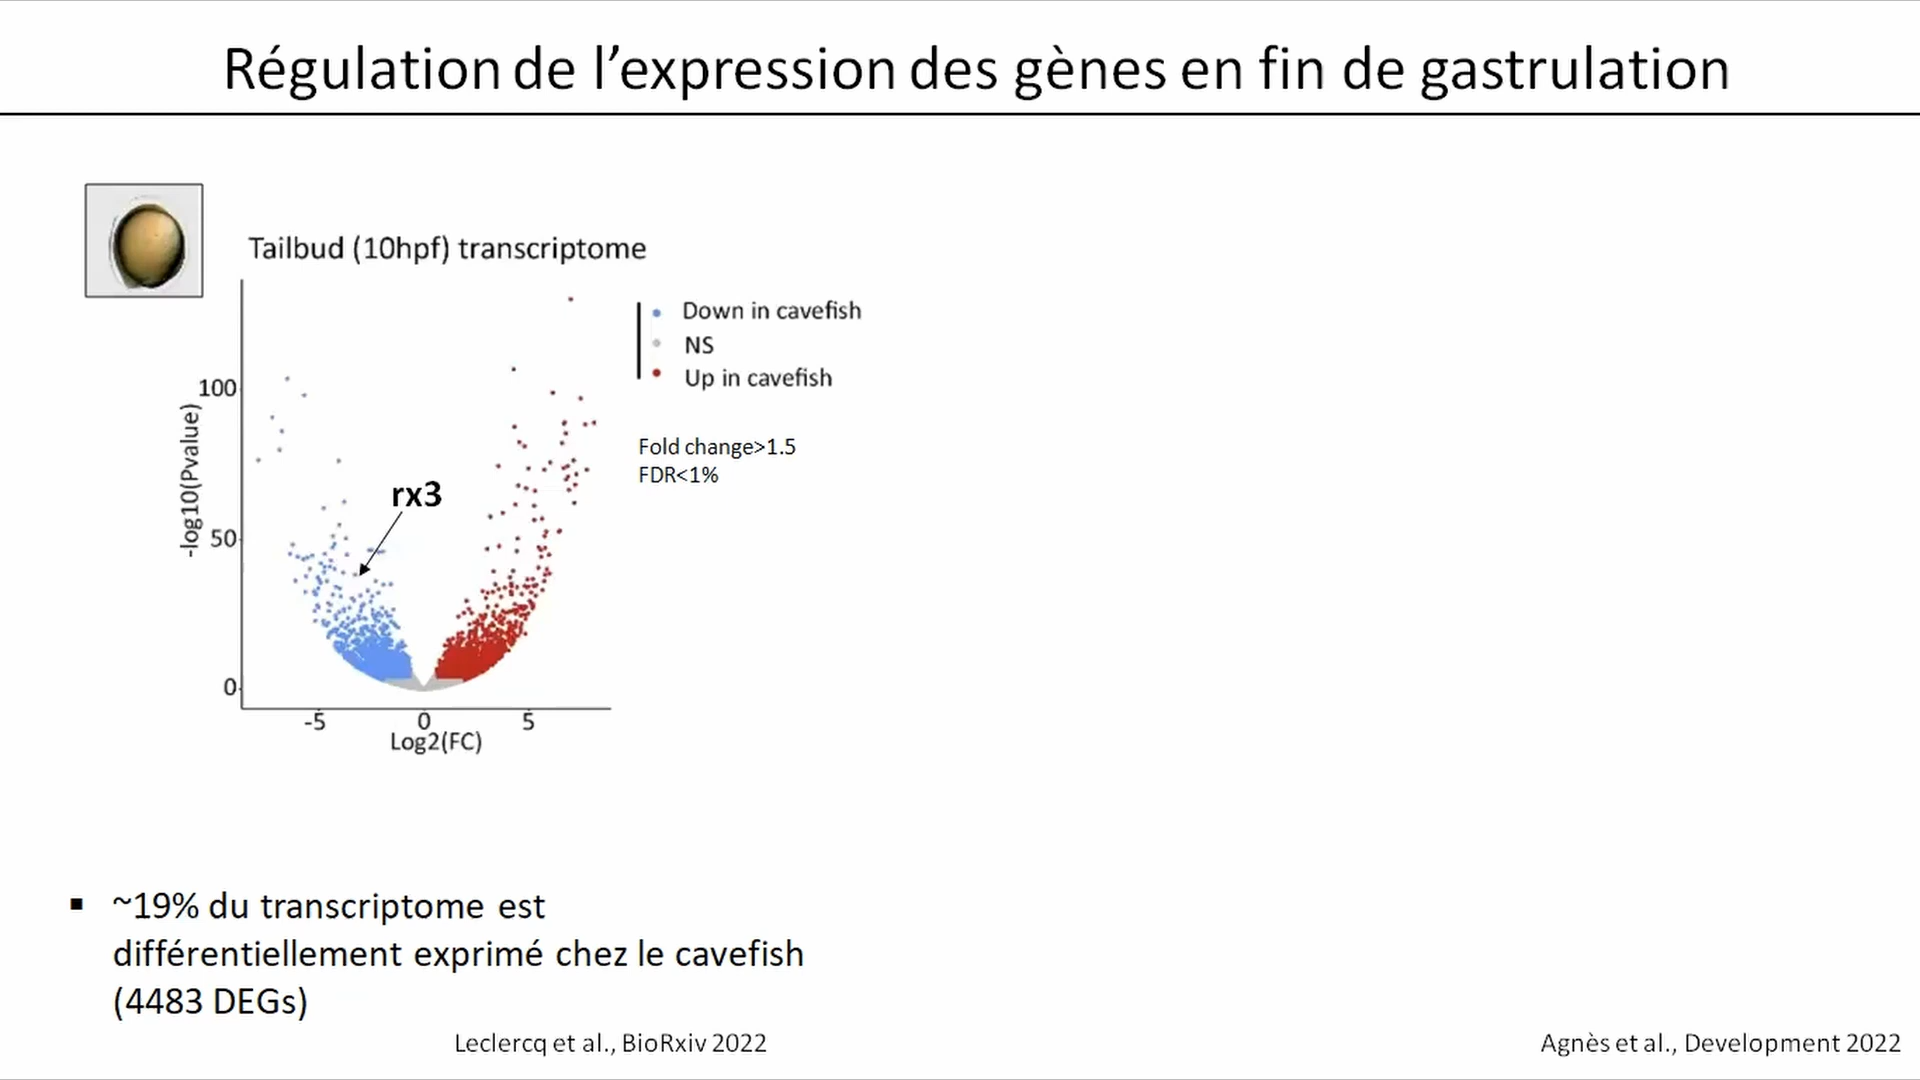 Régulation de l’expression des gènes en fin de gastrulation
Tailbud (10hpf) transcriptome
Down in cavefish
NS
Up in cavefish
Fold change>1.5
FDR<1%
rx3
-log10(Pvalue)
100
50
0
-5 0 5
Log2(FC)
▪ ~19% du transcriptome est
différentiellement exprimé chez le cavefish
(4483 DEGs)
Leclercq et al., BioRxiv 2022
Agnès et al., Development 2022